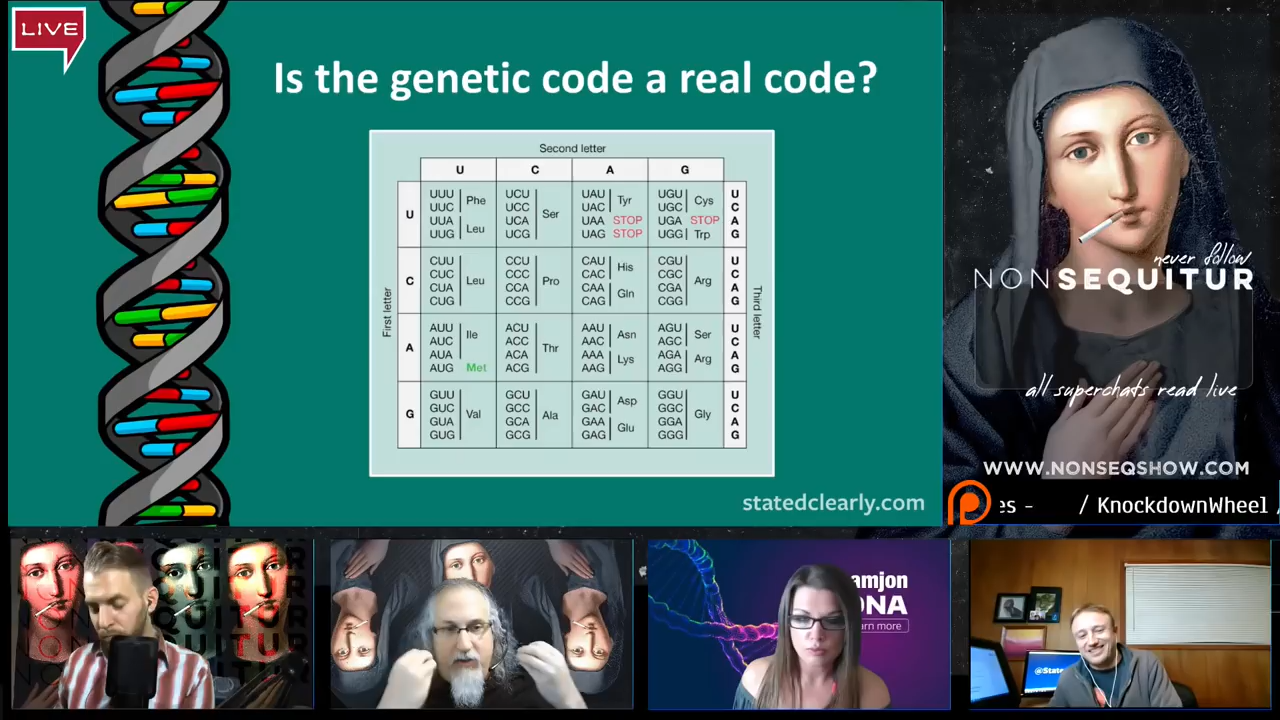 LIVE
Is the genetic code a real code?
Second letter
U C A G
First letter
U
UUU
UUC
UUA
UUG
Phe
Leu
UCU
UCC
UCA
UCG
Ser
UAU
UAC
UAA STOP
UAG STOP
Tyr
UGU
UGC
UGA STOP
UGG Trp
Cys
U
C
A
G
C
CUU
CUC
CUA
CUG
Leu
CCU
CCC
CCA
CCG
Pro
CAU
CAC
CAA
CAG
His
Gln
CGU
CGC
CGA
CGG
Arg
U
C
A
G
A
AUU
AUC
AUA
AUG Met
Ile
ACU
ACC
ACA
ACG
Thr
AAU
AAC
AAA
AAG
Asn
Lys
AGU
AGC
AGA
AGG
Ser
Arg
U
C
A
G
G
GUU
GUC
GUA
GUG
Val
GCU
GCC
GCA
GCG
Ala
GAU
GAC
GAA
GAG
Asp
Glu
GGU
GGC
GGA
GGG
Gly
U
C
A
G
Third letter
statedclearly.com
never follow
NONSEQUITUR
all superchats read live
WWW.NONSEQSHOW.COM
es - / KnockdownWheel /
QUITUR
amjon
DNA
rn more
@State